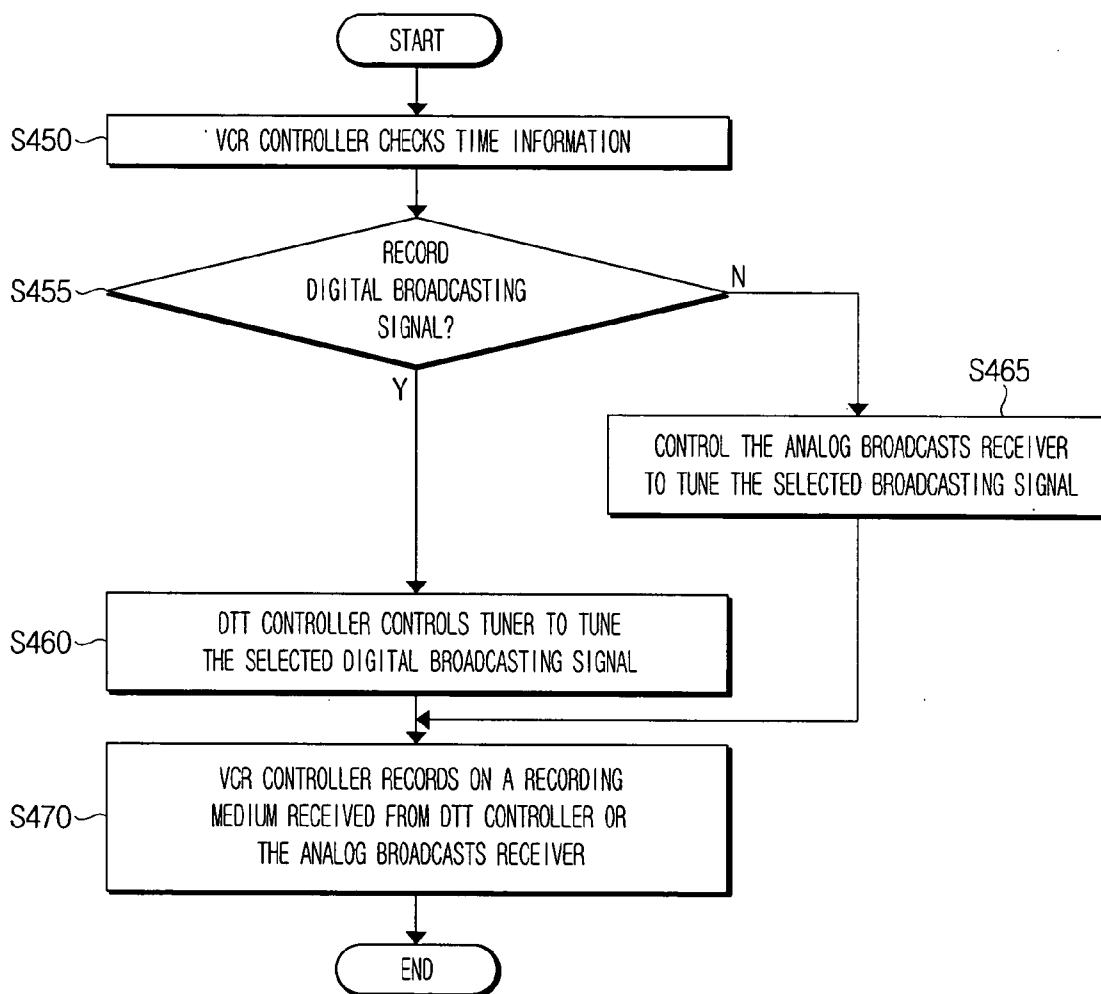 START
S450
VCR CONTROLLER CHECKS TIME INFORMATION
S455
RECORD
DIGITAL BROADCASTING
SIGNAL?
N
Y
S465
CONTROL THE ANALOG BROADCASTS RECEIVER
TO TUNE THE SELECTED BROADCASTING SIGNAL
S460
DTT CONTROLLER CONTROLS TUNER TO TUNE
THE SELECTED DIGITAL BROADCASTING SIGNAL
S470
VCR CONTROLLER RECORDS ON A RECORDING
MEDIUM RECEIVED FROM DTT CONTROLLER OR
THE ANALOG BROADCASTS RECEIVER
END